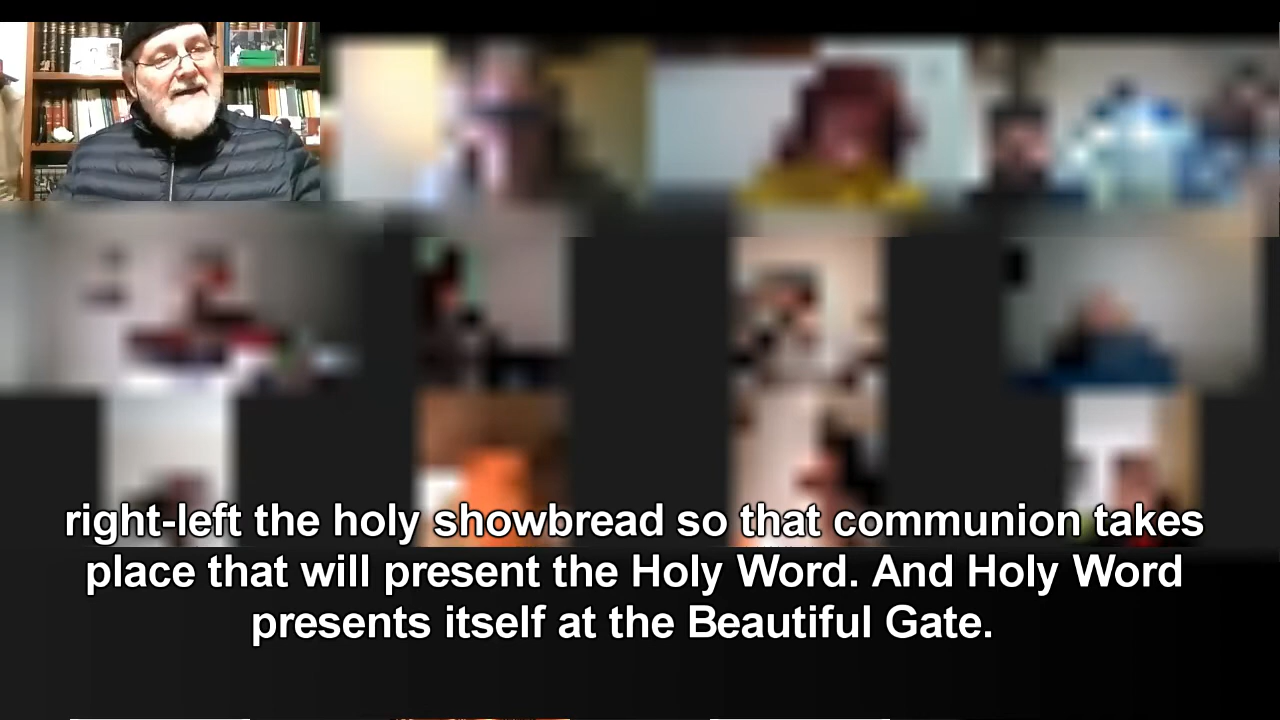 right-left the holy showbread so that communion takes
place that will present the Holy Word. And Holy Word
presents itself at the Beautiful Gate.